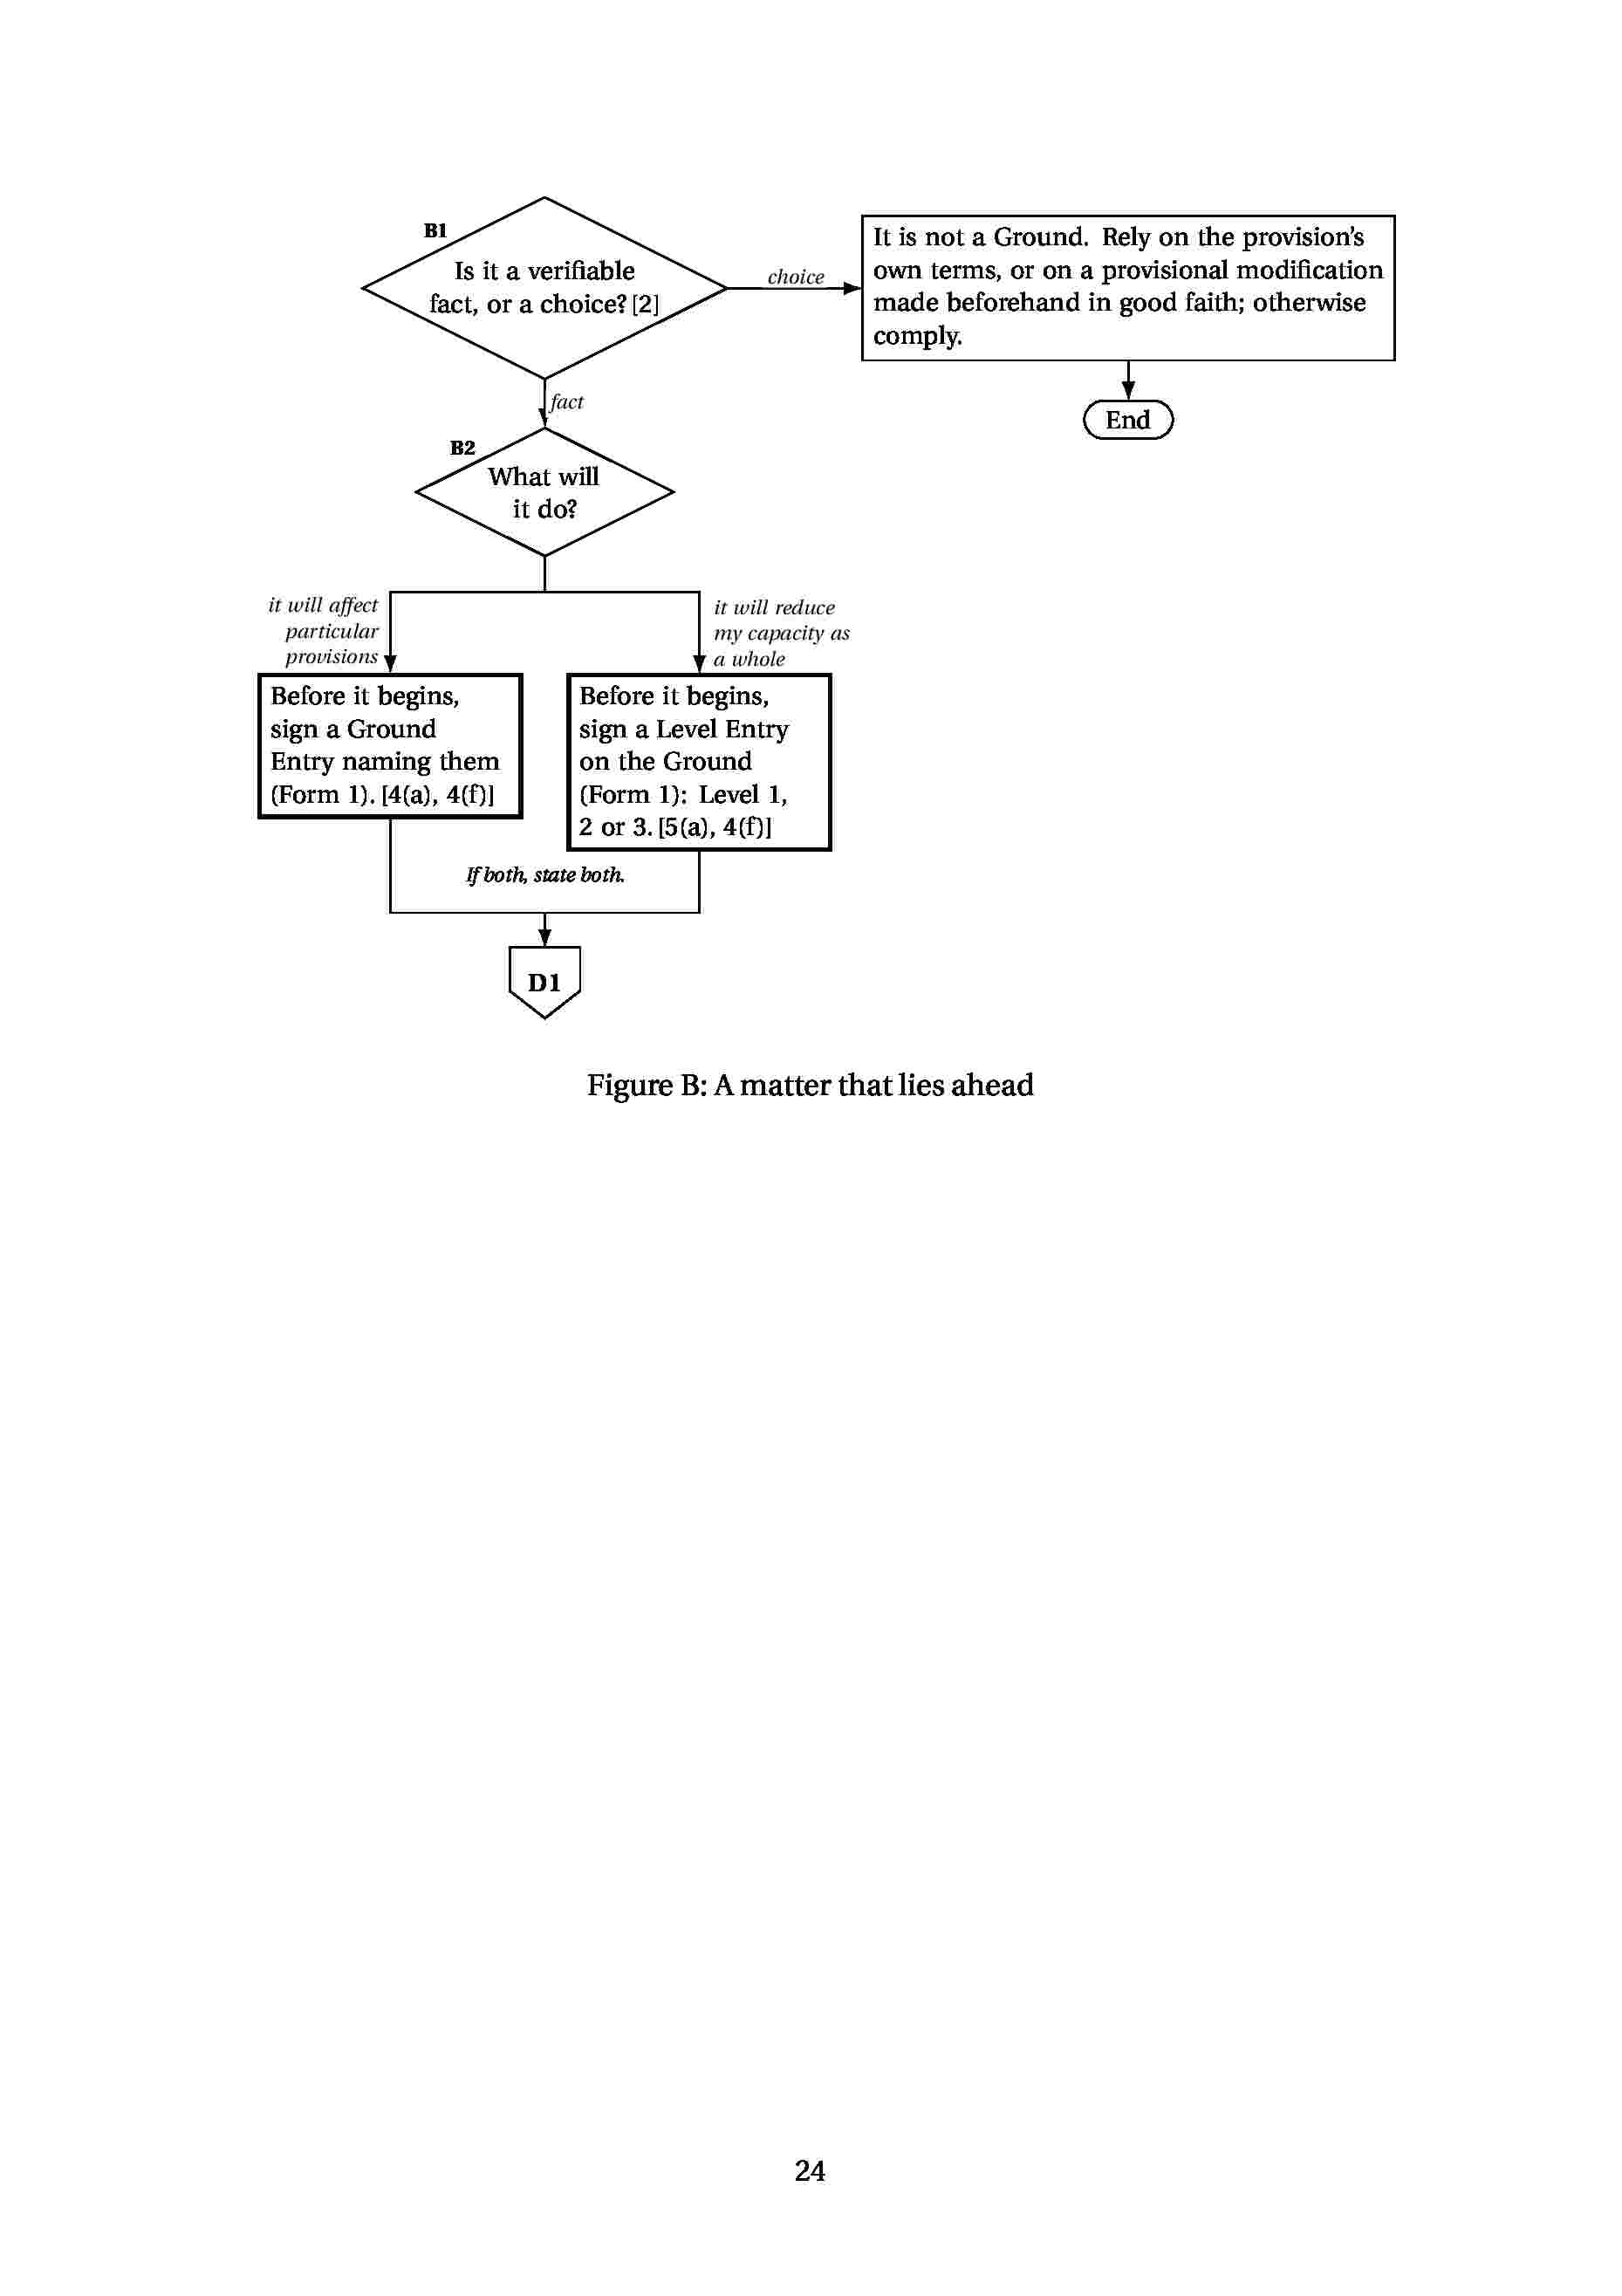 B1
Is it a verifiable
fact, or a choice? [2]
choice
It is not a Ground. Rely on the provision’s
own terms, or on a provisional modification
made beforehand in good faith; otherwise
comply.
End
fact
B2
What will
it do?
it will affect
particular
provisions
it will reduce
my capacity as
a whole
Before it begins,
sign a Ground
Entry naming them
(Form 1). [4(a), 4(f)]
Before it begins,
sign a Level Entry
on the Ground
(Form 1): Level 1,
2 or 3. [5(a), 4(f)]
If both, state both.
D1
Figure B: A matter that lies ahead
24